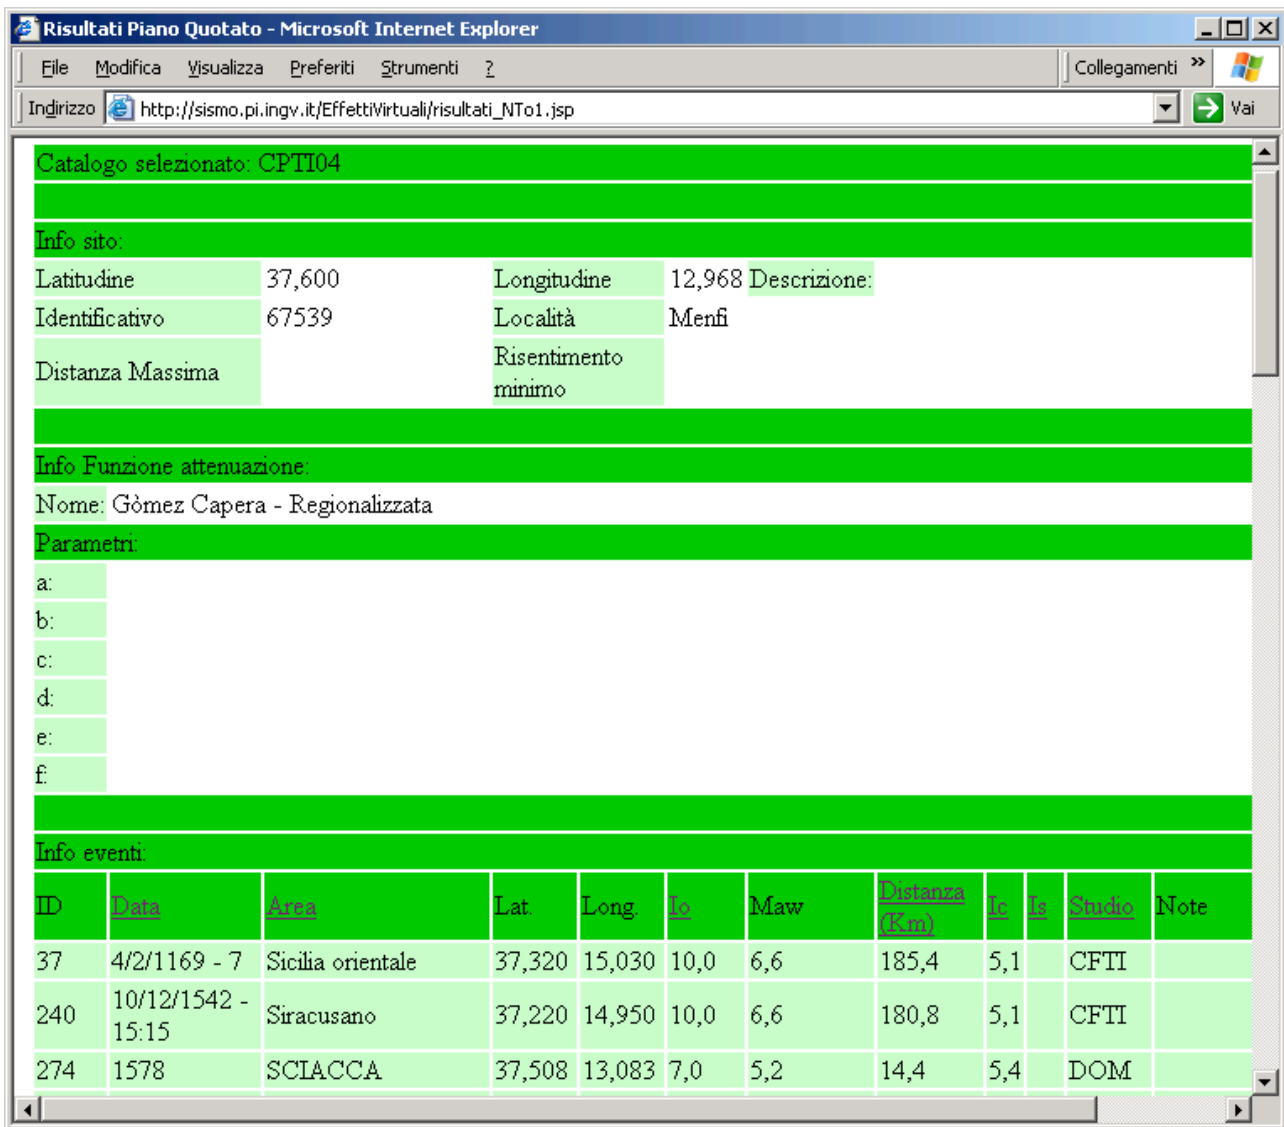 Risultati Piano Quotato - Microsoft Internet Explorer
File Modifica Visualizza Preferiti Strumenti ? Collegamenti »
Indirizzo http://sismo.pi.ingv.it/EffettiVirtuali/risultati_NTo1.jsp Vai
Catalogo selezionato: CPTI04
Info sito:
Latitudine 37,600 Longitudine 12,968 Descrizione:
Identificativo 67539 Località Menfi
Distanza Massima Risentimento
minimo
Info Funzione attenuazione:
Nome: Gòmez Capera - Regionalizzata
Parametri:
a:
b:
c:
d:
e:
f:
Info eventi:
ID Data Area Lat. Long. Io Maw Distanza (Km) Ic Is Studio Note
37 4/2/1169 - 7 Sicilia orientale 37,320 15,030 10,0 6,6 185,4 5,1 CFTI
240 10/12/1542 - 15:15 Siracusano 37,220 14,950 10,0 6,6 180,8 5,1 CFTI
274 1578 SCIACCA 37,508 13,083 7,0 5,2 14,4 5,4 DOM